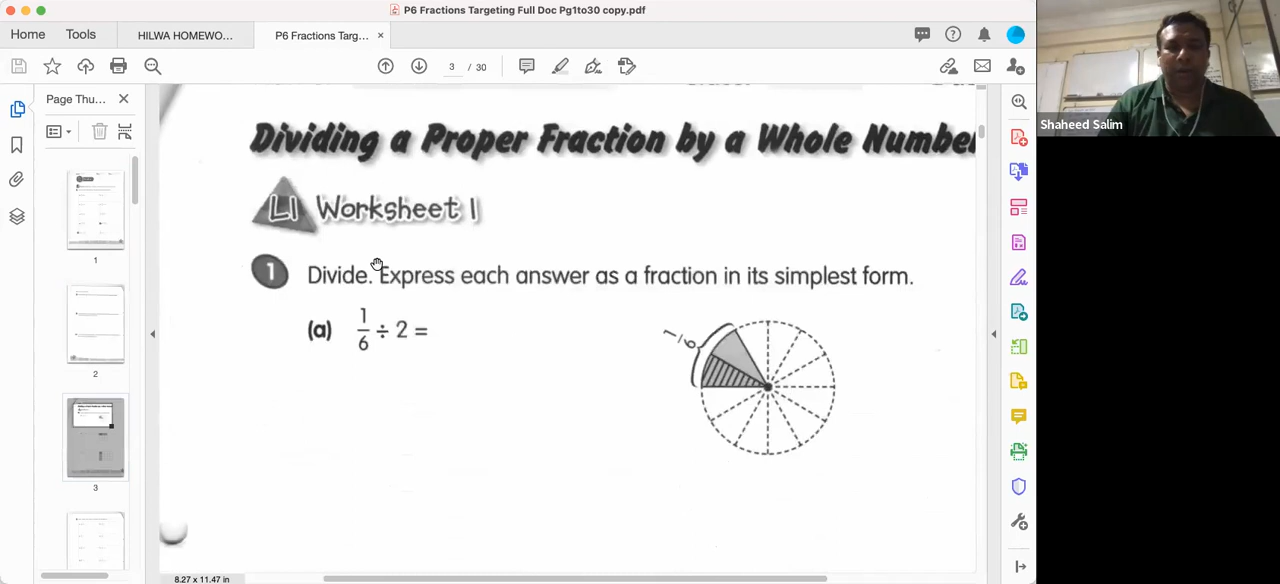 P6 Fractions Targeting Full Doc Pg1to30 copy.pdf
Home
Tools
HILWA HOMEWO...
P6 Fractions Targ... ×
3 / 30
Page Thu...
1
2
3
Dividing a Proper Fraction by a Whole Number
L1 Worksheet 1
1 Divide. Express each answer as a fraction in its simplest form.
(a) 1/6 ÷ 2 =
1/6
8.27 x 11.47 in
Shaheed Salim